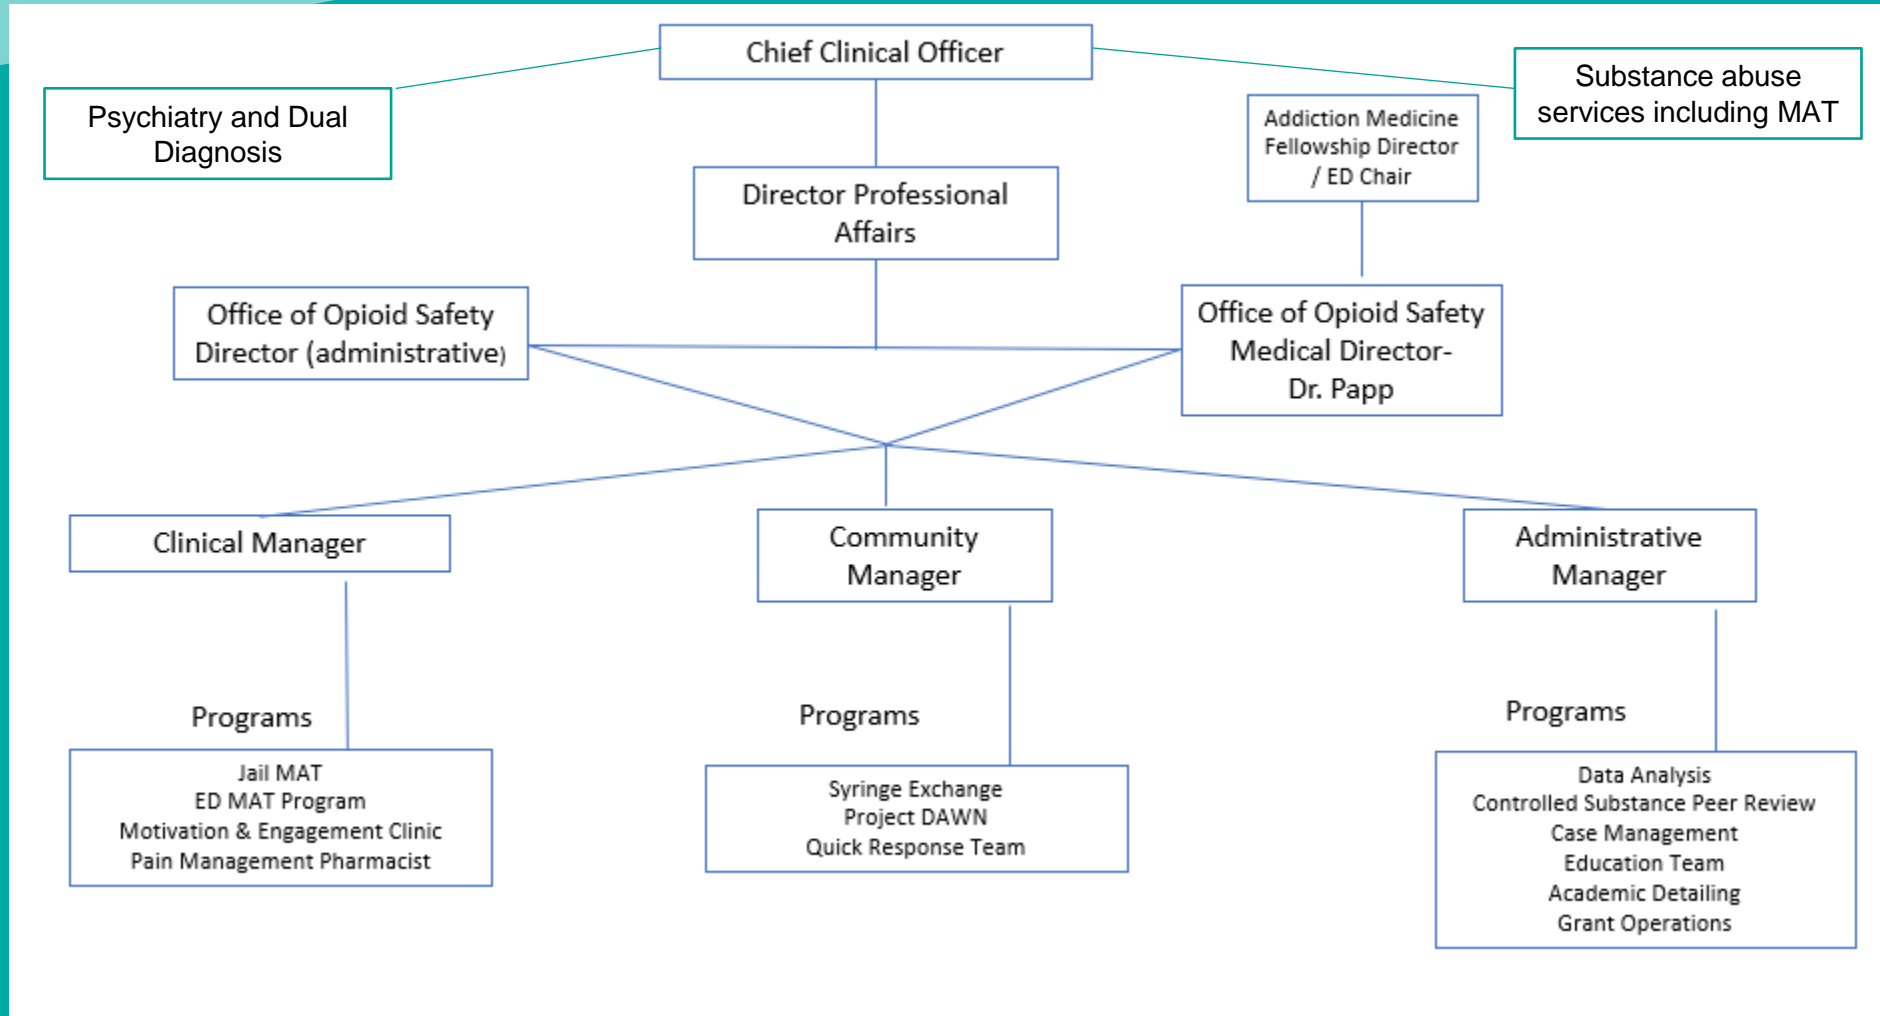 Chief Clinical Officer
Psychiatry and Dual
Diagnosis
Substance abuse
services including MAT
Addiction Medicine
Fellowship Director
/ ED Chair
Director Professional
Affairs
Office of Opioid Safety
Director (administrative)
Office of Opioid Safety
Medical Director-
Dr. Papp
Clinical Manager
Community
Manager
Administrative
Manager
Programs
Jail MAT
ED MAT Program
Motivation & Engagement Clinic
Pain Management Pharmacist
Programs
Syringe Exchange
Project DAWN
Quick Response Team
Programs
Data Analysis
Controlled Substance Peer Review
Case Management
Education Team
Academic Detailing
Grant Operations